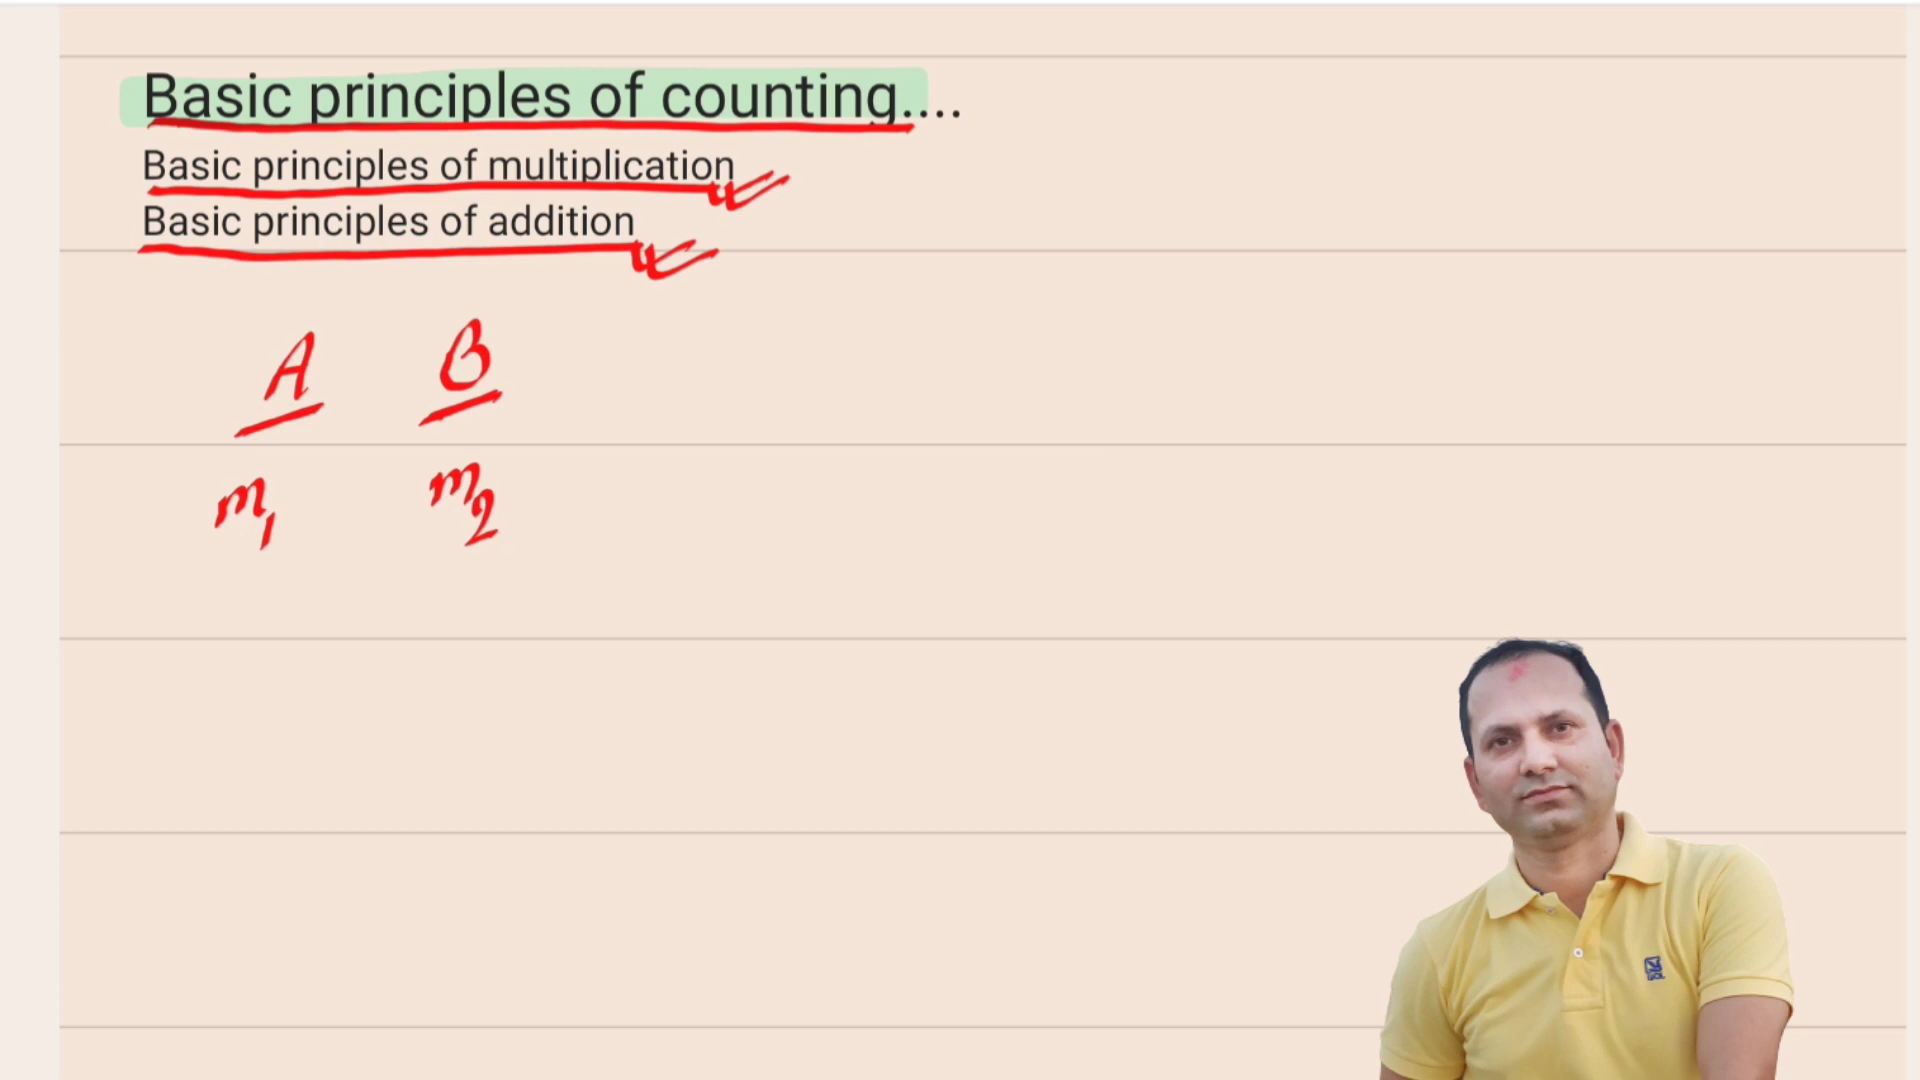 Basic principles of counting....
Basic principles of multiplication
Basic principles of addition
A B
m1 m2